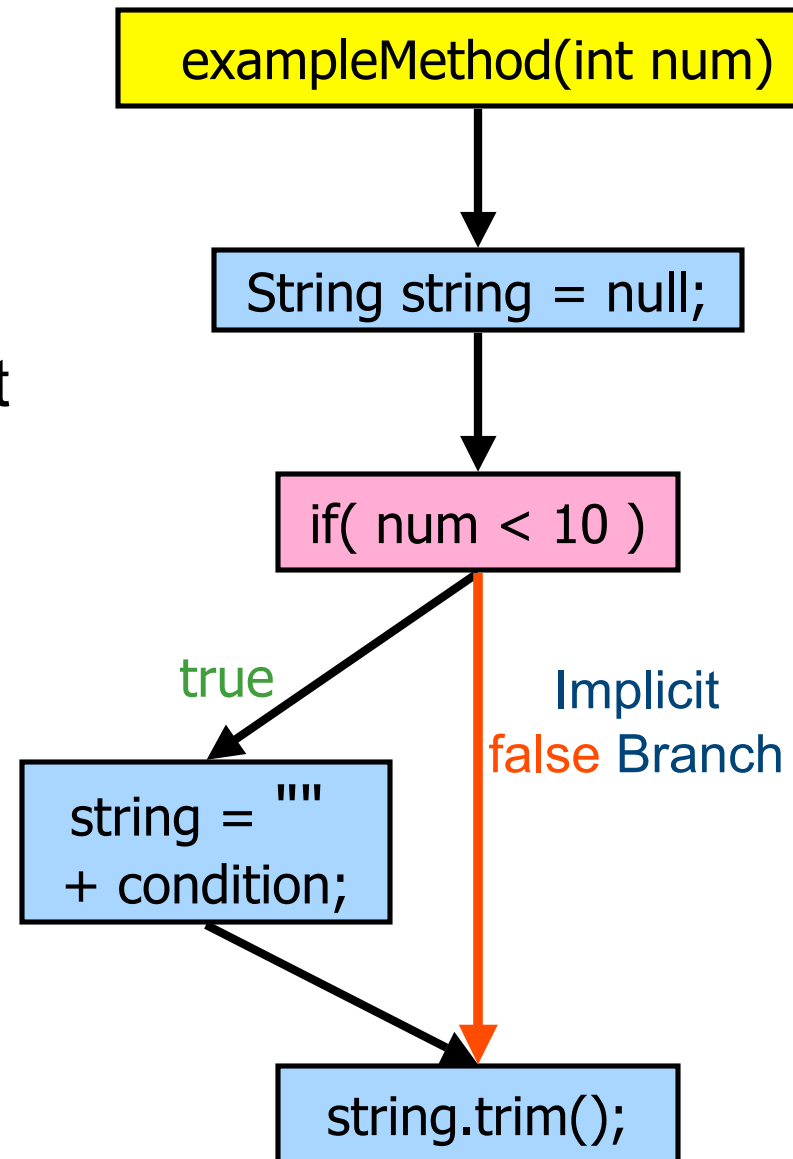 exampleMethod(int num)
String string = null;
t
if( num < 10 )
true
Implicit
false Branch
string = ""
+ condition;
string.trim();